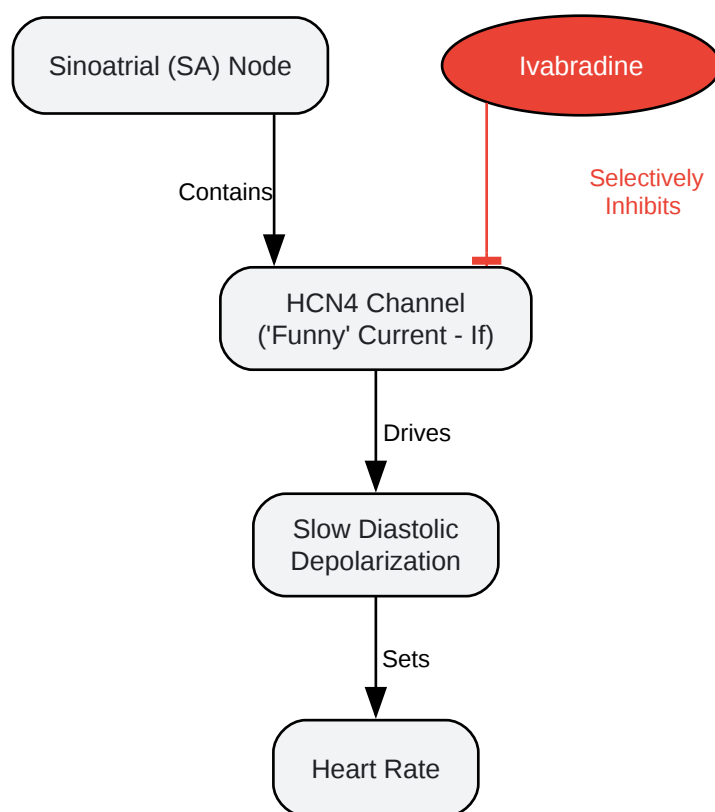 Sinoatrial (SA) Node
Ivabradine
Contains
Selectively
Inhibits
HCN4 Channel
('Funny' Current - If)
Drives
Slow Diastolic
Depolarization
Sets
Heart Rate